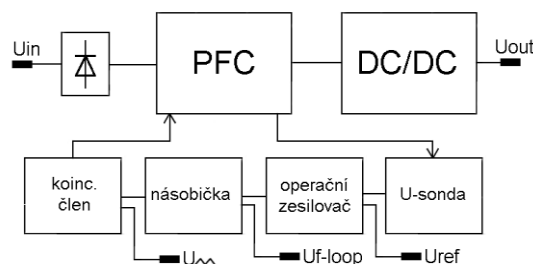 Uin
PFC
DC/DC
Uout
koinc.
člen
násobička
operační
zesilovač
U-sonda
U
Uf-loop
Uref